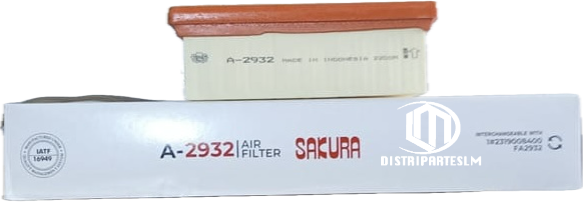 A-2932 MADE IN INDONESIA
IATF
16949
A-2932 AIR
FILTER
SAKURA
DISTRIPARTESLM
INTERCHANGEABLE WITH
FA2932